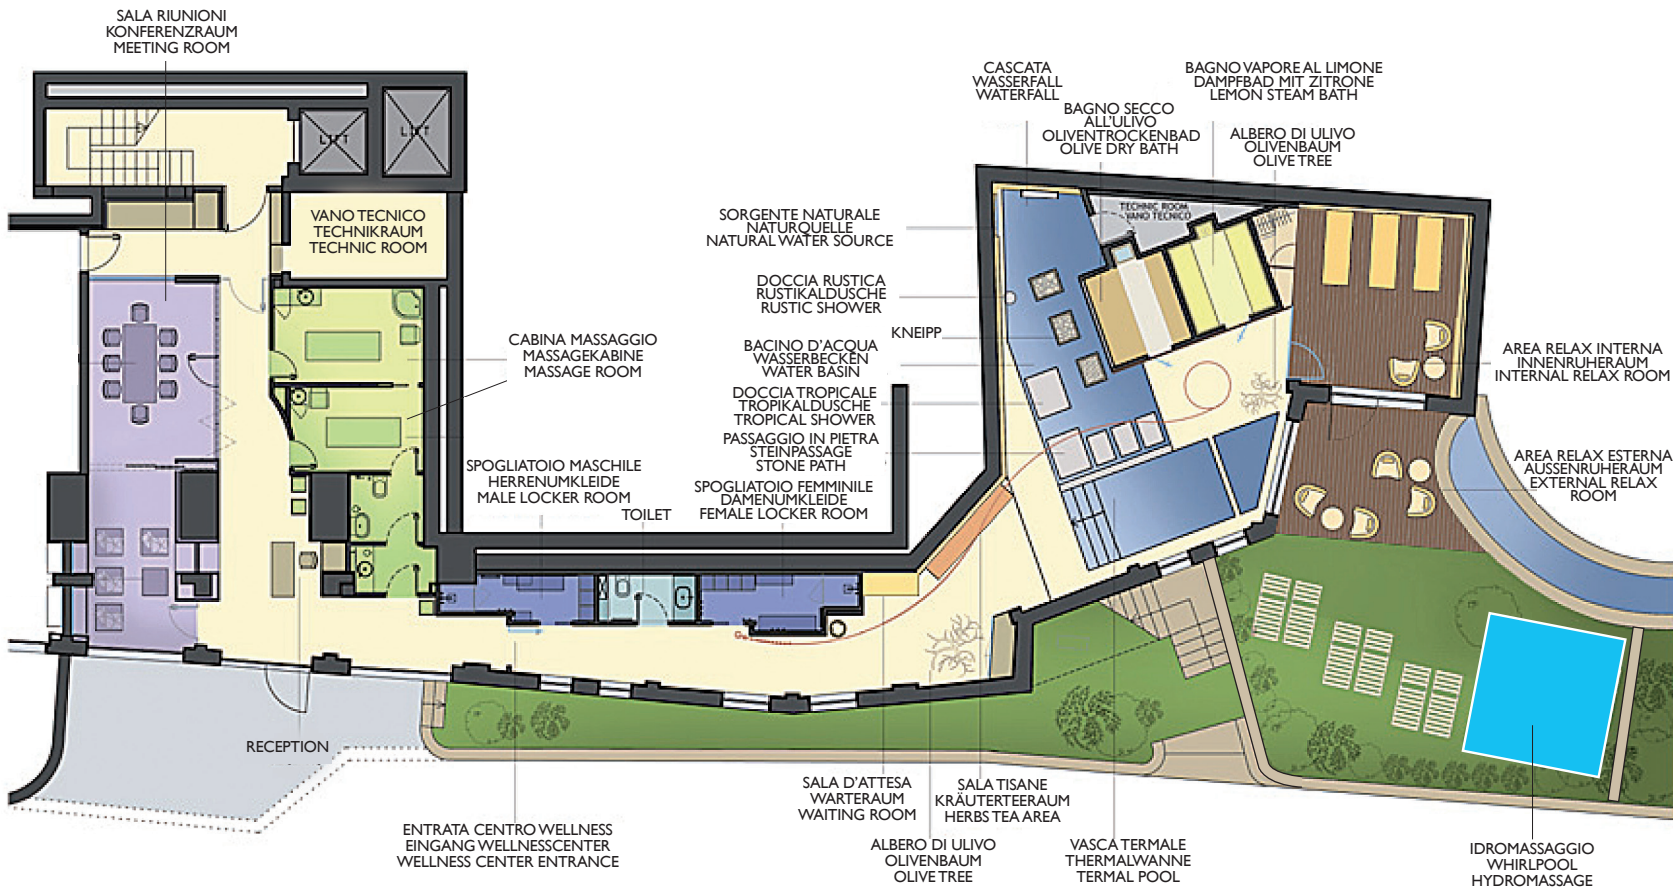 SALA RIUNIONI
KONFERENZRAUM
MEETING ROOM
LIFT
LIFT
VANO TECNICO
TECHNIKRAUM
TECHNIC ROOM
CABINA MASSAGGIO
MASSAGEKABINE
MASSAGE ROOM
SPOGLIATOIO MASCHILE
HERRENUMKLEIDE
MALE LOCKER ROOM
TOILET
SPOGLIATOIO FEMMINILE
DAMENUMKLEIDE
FEMALE LOCKER ROOM
CASCATA
WASSERFALL
WATERFALL
BAGNO SECCO
ALL'ULIVO
OLIVENTROCKENBAD
OLIVE DRY BATH
BAGNO VAPORE AL LIMONE
DAMPFBAD MIT ZITRONE
LEMON STEAM BATH
ALBERO DI ULIVO
OLIVENBAUM
OLIVE TREE
TECHNIC ROOM
VANO TECNICO
SORGENTE NATURALE
NATURQUELLE
NATURAL WATER SOURCE
DOCCIA RUSTICA
RUSTIKALDUSCHE
RUSTIC SHOWER
KNEIPP
BACINO D'ACQUA
WASSERBECKEN
WATER BASIN
DOCCIA TROPICALE
TROPIKALDUSCHE
TROPICAL SHOWER
PASSAGGIO IN PIETRA
STEINPASSAGE
STONE PATH
AREA RELAX INTERNA
INNENRUHERAUM
INTERNAL RELAX ROOM
AREA RELAX ESTERNA
AUSSENRUHERAUM
EXTERNAL RELAX
ROOM
RECEPTION
ENTRATA CENTRO WELLNESS
EINGANG WELLNESSCENTER
WELLNESS CENTER ENTRANCE
SALA D'ATTESA
WARTERAUM
WAITING ROOM
SALA TISANE
KRÄUTERTEERAUM
HERBS TEA AREA
ALBERO DI ULIVO
OLIVENBAUM
OLIVE TREE
VASCA TERMALE
THERMALWANNE
TERMAL POOL
IDROMASSAGGIO
WHIRLPOOL
HYDROMASSAGE